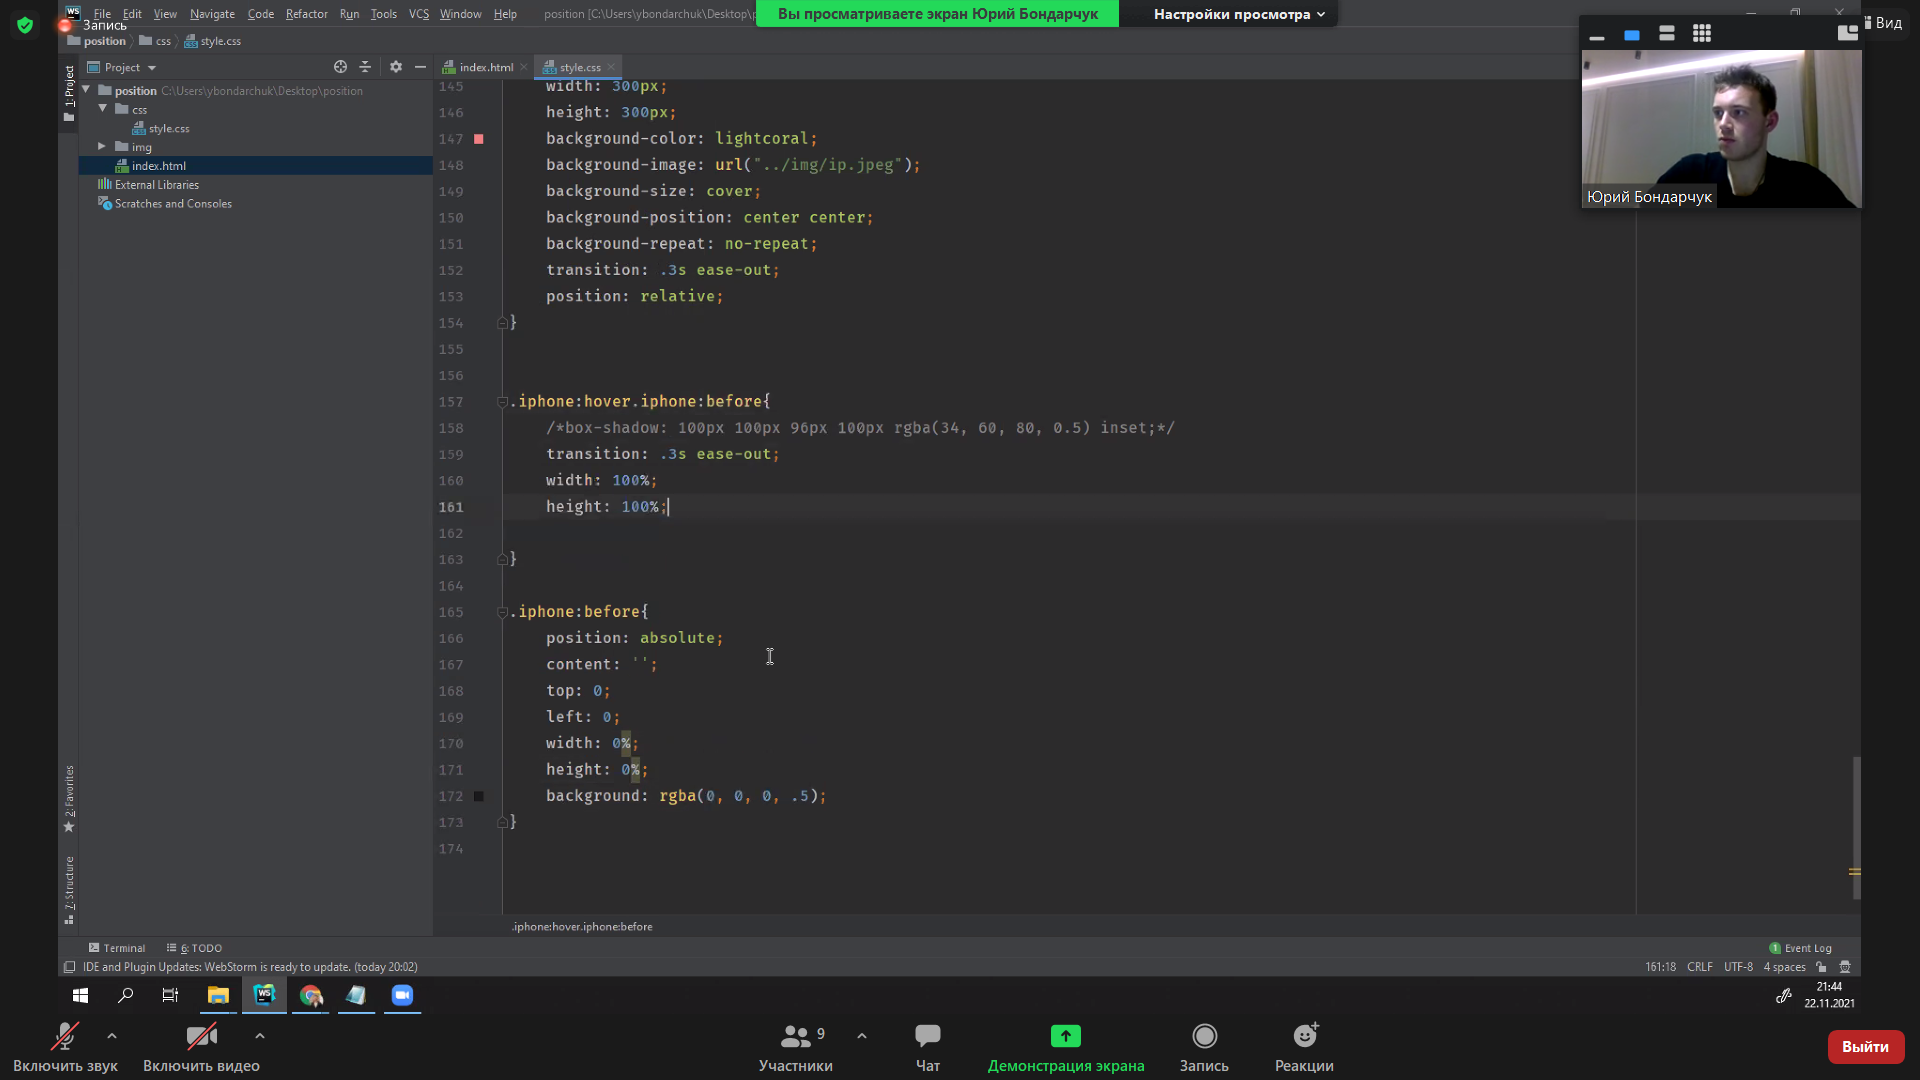 Запись
File Edit View Navigate Code Refactor Tools Run VCS Window Help
position [C:\Users\ybondarchuk\Desktop\p
Вы просматриваете экран Юрий Бондарчук
Настройки просмотра
Вид
position css style.css
Project
index.html
style.css
1: Project
position C:\Users\ybondarchuk\Desktop\position
css
style.css
img
index.html
External Libraries
Scratches and Consoles
Юрий Бондарчук
145 width: 300px;
146 height: 300px;
147 background-color: lightcoral;
148 background-image: url("../img/ip.jpeg");
149 background-size: cover;
150 background-position: center center;
151 background-repeat: no-repeat;
152 transition: .3s ease-out;
153 position: relative;
154 }
155
156
157 .iphone:hover.iphone:before{
158 /*box-shadow: 100px 100px 96px 100px rgba(34, 60, 80, 0.5) inset;*/
159 transition: .3s ease-out;
160 width: 100%;
161 height: 100%;
162
163 }
164
165 .iphone:before{
166 position: absolute;
167 content: '';
168 top: 0;
169 left: 0;
170 width: 0%;
171 height: 0%;
172 background: rgba(0, 0, 0, .5);
173 }
174
2: Favorites
7: Structure
.iphone:hover.iphone:before
Terminal
6: TODO
1 Event Log
IDE and Plugin Updates: WebStorm is ready to update. (today 20:02)
161:18 CRLF UTF-8 4 spaces
WS
21:44
22.11.2021
Включить звук
Включить видео
9
Участники
Чат
Демонстрация экрана
Запись
Реакции
Выйти